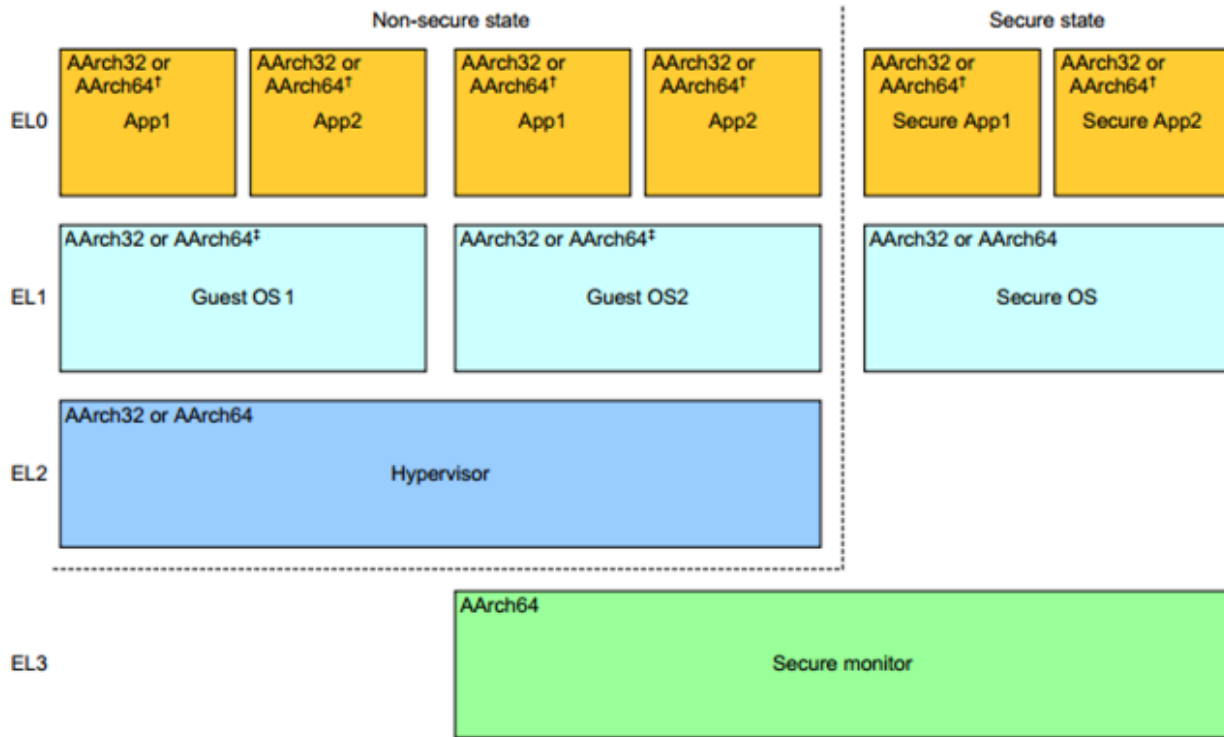 Non-secure state
Secure state
EL0
AArch32 or
AArch64†
App1
AArch32 or
AArch64†
App2
AArch32 or
AArch64†
App1
AArch32 or
AArch64†
App2
AArch32 or
AArch64†
Secure App1
AArch32 or
AArch64†
Secure App2
EL1
AArch32 or AArch64‡
Guest OS 1
AArch32 or AArch64‡
Guest OS2
AArch32 or AArch64
Secure OS
EL2
AArch32 or AArch64
Hypervisor
EL3
AArch64
Secure monitor